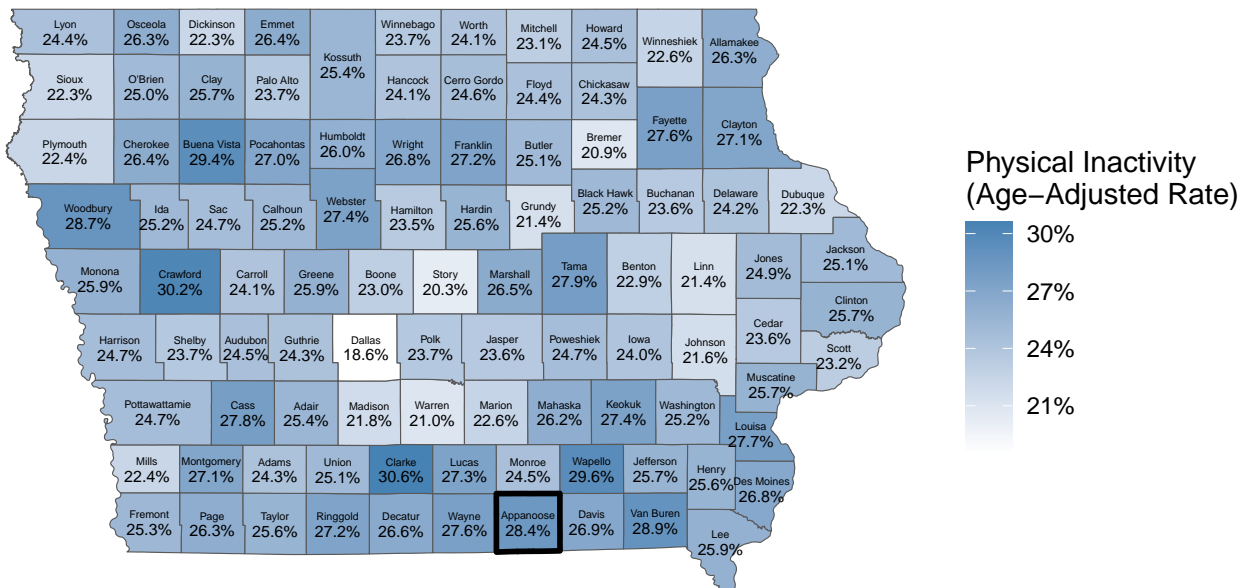 Lyon
24.4%
Osceola
26.3%
Dickinson
22.3%
Emmet
26.4%
Kossuth
25.4%
Winnebago
23.7%
Worth
24.1%
Mitchell
23.1%
Howard
24.5%
Winneshiek
22.6%
Allamakee
26.3%
Sioux
22.3%
O'Brien
25.0%
Clay
25.7%
Palo Alto
23.7%
Hancock
24.1%
Cerro Gordo
24.6%
Floyd
24.4%
Chickasaw
24.3%
Fayette
27.6%
Clayton
27.1%
Plymouth
22.4%
Cherokee
26.4%
Buena Vista
29.4%
Pocahontas
27.0%
Humboldt
26.0%
Wright
26.8%
Franklin
27.2%
Butler
25.1%
Bremer
20.9%
Woodbury
28.7%
Ida
25.2%
Sac
24.7%
Calhoun
25.2%
Webster
27.4%
Hamilton
23.5%
Hardin
25.6%
Grundy
21.4%
Black Hawk
25.2%
Buchanan
23.6%
Delaware
24.2%
Dubuque
22.3%
Monona
25.9%
Crawford
30.2%
Carroll
24.1%
Greene
25.9%
Boone
23.0%
Story
20.3%
Marshall
26.5%
Tama
27.9%
Benton
22.9%
Linn
21.4%
Jones
24.9%
Jackson
25.1%
Clinton
25.7%
Harrison
24.7%
Shelby
23.7%
Audubon
24.5%
Guthrie
24.3%
Dallas
18.6%
Polk
23.7%
Jasper
23.6%
Poweshiek
24.7%
Iowa
24.0%
Johnson
21.6%
Cedar
23.6%
Scott
23.2%
Muscatine
25.7%
Pottawattamie
24.7%
Cass
27.8%
Adair
25.4%
Madison
21.8%
Warren
21.0%
Marion
22.6%
Mahaska
26.2%
Keokuk
27.4%
Washington
25.2%
Louisa
27.7%
Mills
22.4%
Montgomery
27.1%
Adams
24.3%
Union
25.1%
Clarke
30.6%
Lucas
27.3%
Monroe
24.5%
Wapello
29.6%
Jefferson
25.7%
Henry
25.6%
Des Moines
26.8%
Fremont
25.3%
Page
26.3%
Taylor
25.6%
Ringgold
27.2%
Decatur
26.6%
Wayne
27.6%
Appanoose
28.4%
Davis
26.9%
Van Buren
28.9%
Lee
25.9%
Physical Inactivity
(Age−Adjusted Rate)
30%
27%
24%
21%